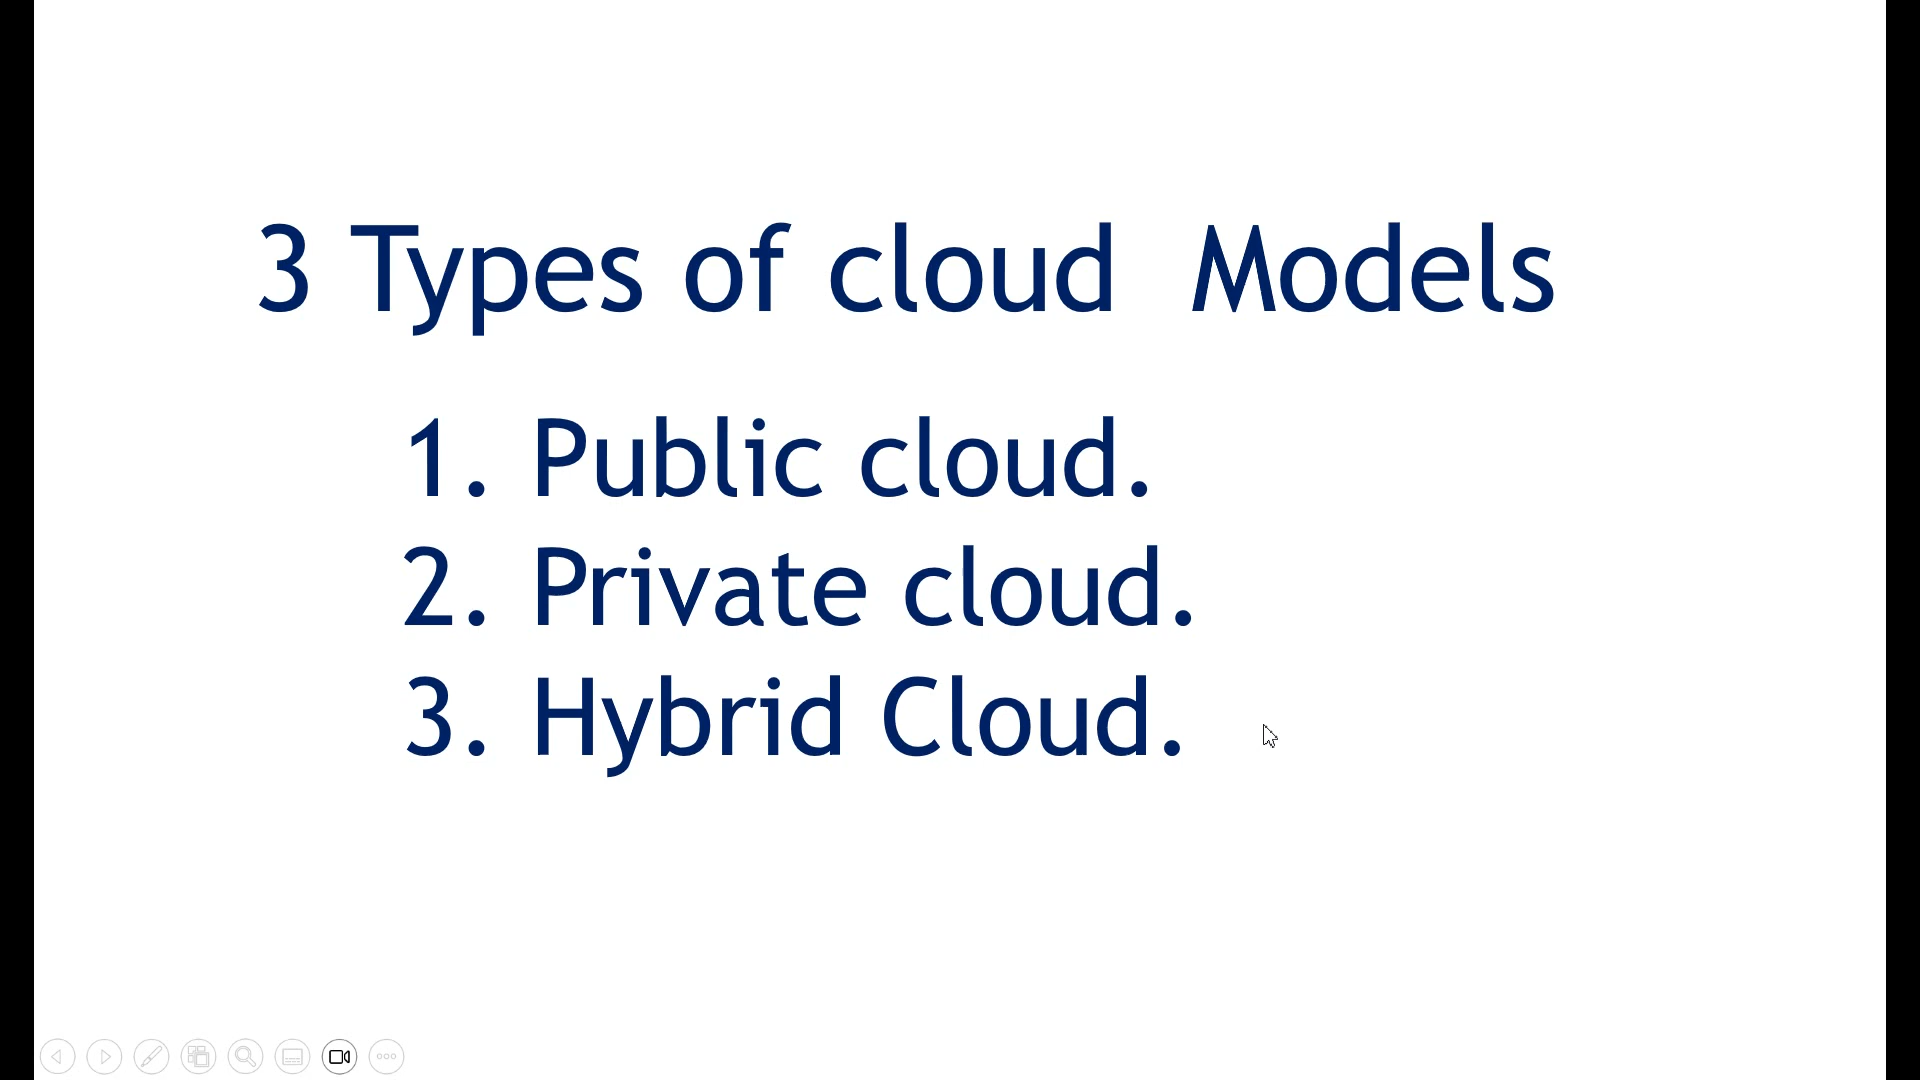 3 Types of cloud  Models
1. Public cloud.
2. Private cloud.
3. Hybrid Cloud.